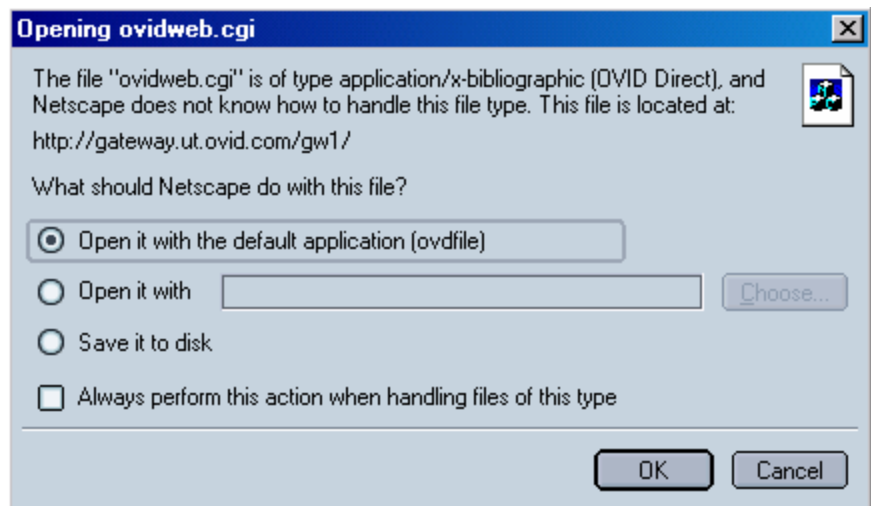 Opening ovidweb.cgi
The file "ovidweb.cgi" is of type application/x-bibliographic (OVID Direct), and
Netscape does not know how to handle this file type. This file is located at:
http://gateway.ut.ovid.com/gw1/
What should Netscape do with this file?
Open it with the default application (ovdfile)
Open it with
Choose...
Save it to disk
Always perform this action when handling files of this type
OK
Cancel